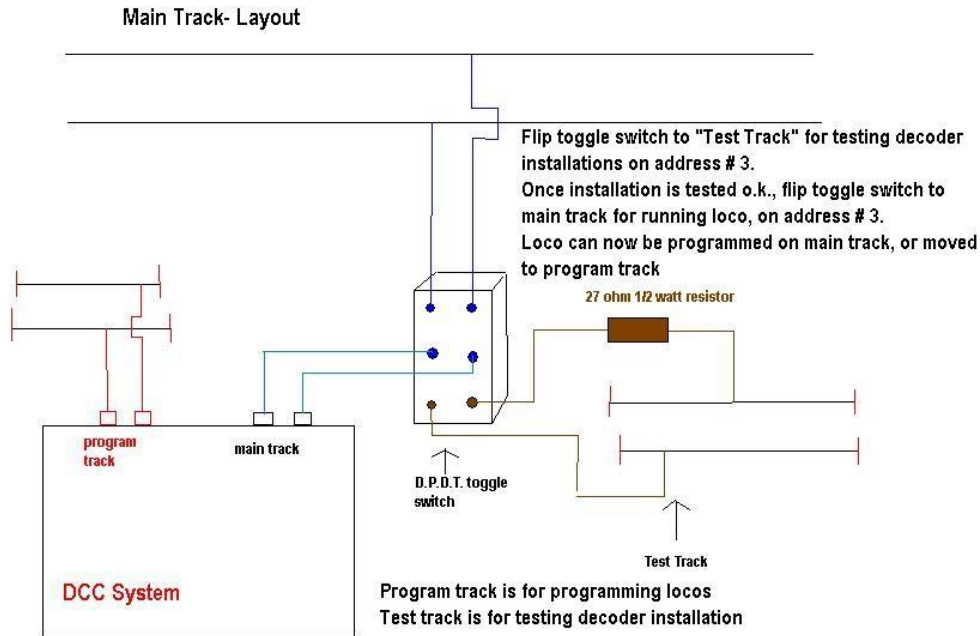 Main Track- Layout
Flip toggle switch to "Test Track" for testing decoder
installations on address # 3.
Once installation is tested o.k., flip toggle switch to
main track for running loco, on address # 3.
Loco can now be programmed on main track, or moved
to program track
27 ohm 1/2 watt resistor
program
track
main track
D.P.D.T. toggle
switch
Test Track
DCC System
Program track is for programming locos
Test track is for testing decoder installation